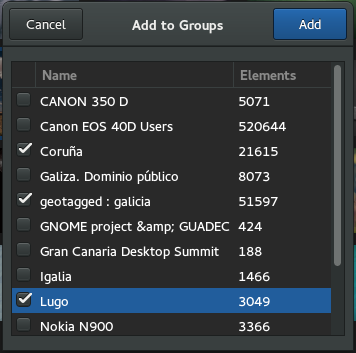 Cancel Add to Groups Add
Name Elements
CANON 350 D 5071
Canon EOS 40D Users 520644
Coruña 21615
Galiza. Dominio público 8073
geotagged : galicia 51597
GNOME project &amp; GUADEC 424
Gran Canaria Desktop Summit 188
Igalia 1466
Lugo 3049
Nokia N900 3366